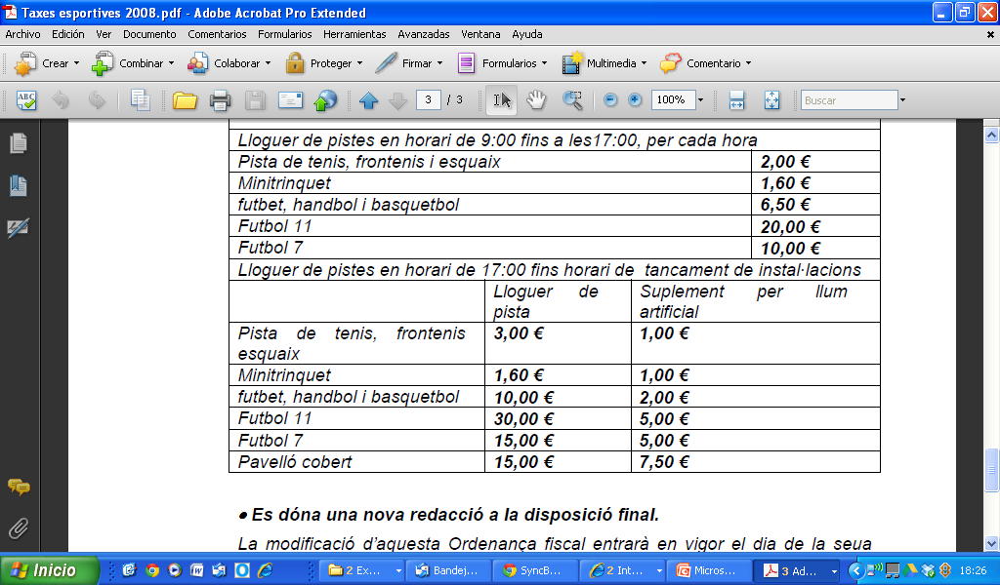 Taxes esportives 2008.pdf - Adobe Acrobat Pro Extended
Archivo Edición Ver Documento Comentarios Formularios Herramientas Avanzadas Ventana Ayuda
Crear Combinar Colaborar Proteger Firmar Formularios Multimedia Comentario
3 / 3 100% Buscar
Lloguer de pistes en horari de 9:00 fins a les17:00, per cada hora
Pista de tenis, frontenis i esquaix 2,00 €
Minitrinquet 1,60 €
futbet, handbol i basquetbol 6,50 €
Futbol 11 20,00 €
Futbol 7 10,00 €
Lloguer de pistes en horari de 17:00 fins horari de tancament de instal·lacions
Lloguer de Suplement per llum
pista artificial
Pista de tenis, frontenis 3,00 € 1,00 €
esquaix
Minitrinquet 1,60 € 1,00 €
futbet, handbol i basquetbol 10,00 € 2,00 €
Futbol 11 30,00 € 5,00 €
Futbol 7 15,00 € 5,00 €
Pavelló cobert 15,00 € 7,50 €
• Es dóna una nova redacció a la disposició final.
La modificació d'aquesta Ordenança fiscal entrarà en vigor el dia de la seua
Inicio 2 Ex... Bandej... SyncB... 2 Int... Micros... 3 Ad... 18:26